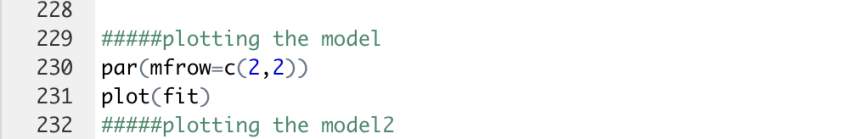 228
229 #####plotting the model
230 par(mfrow=c(2,2))
231 plot(fit)
232 #####plotting the model2